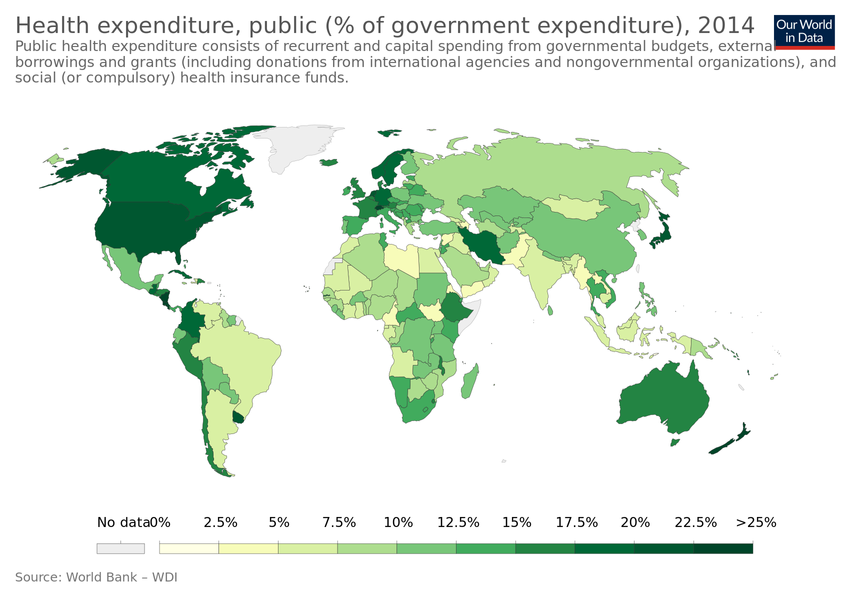 Health expenditure, public (% of government expenditure), 2014
Our World
in Data
Public health expenditure consists of recurrent and capital spending from governmental budgets, external
borrowings and grants (including donations from international agencies and nongovernmental organizations), and
social (or compulsory) health insurance funds.
No data 0% 2.5% 5% 7.5% 10% 12.5% 15% 17.5% 20% 22.5% >25%
Source: World Bank – WDI